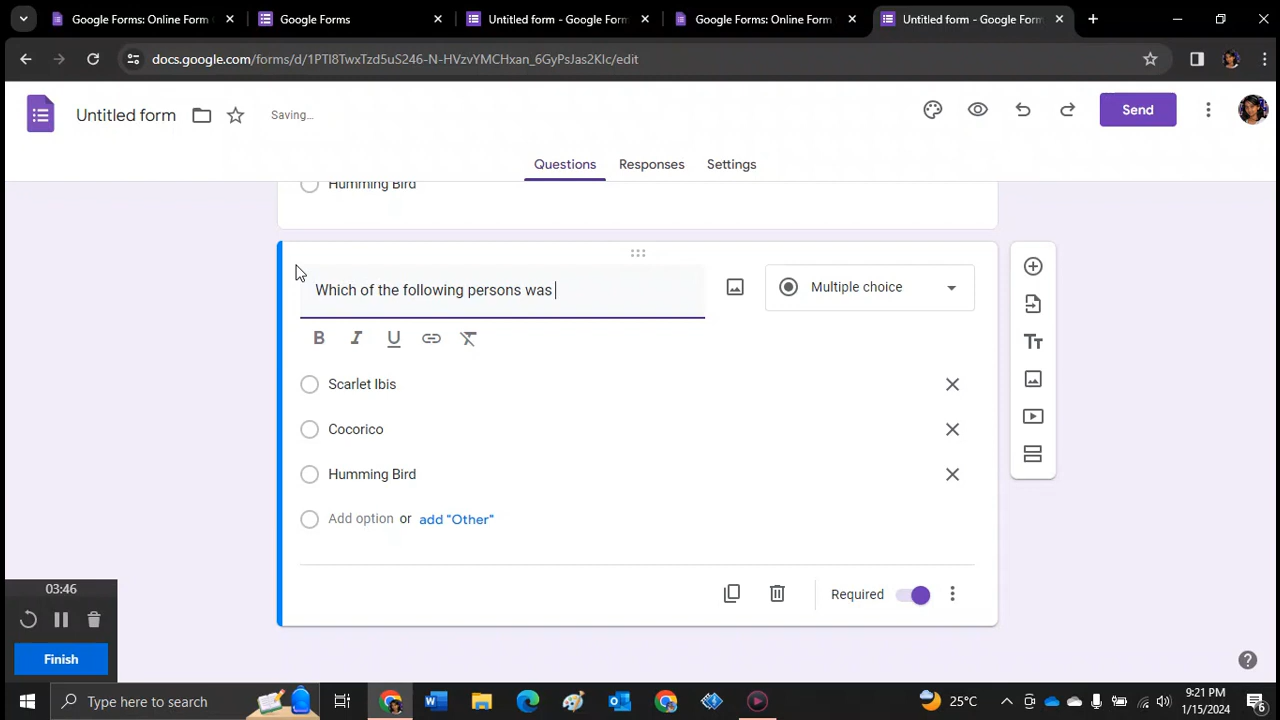 Google Forms: Online Form
Google Forms
Untitled form - Google Form
Google Forms: Online Form
Untitled form - Google Form
docs.google.com/forms/d/1PTI8TwxTzd5uS246-N-HVzvYMCHxan_6GyPsJas2KIc/edit
Untitled form
Saving...
Send
Questions
Responses
Settings
Humming Bird
Which of the following persons was
Multiple choice
Scarlet Ibis
Cocorico
Humming Bird
Add option or add "Other"
Required
03:46
Finish
Type here to search
25°C
9:21 PM
1/15/2024
6